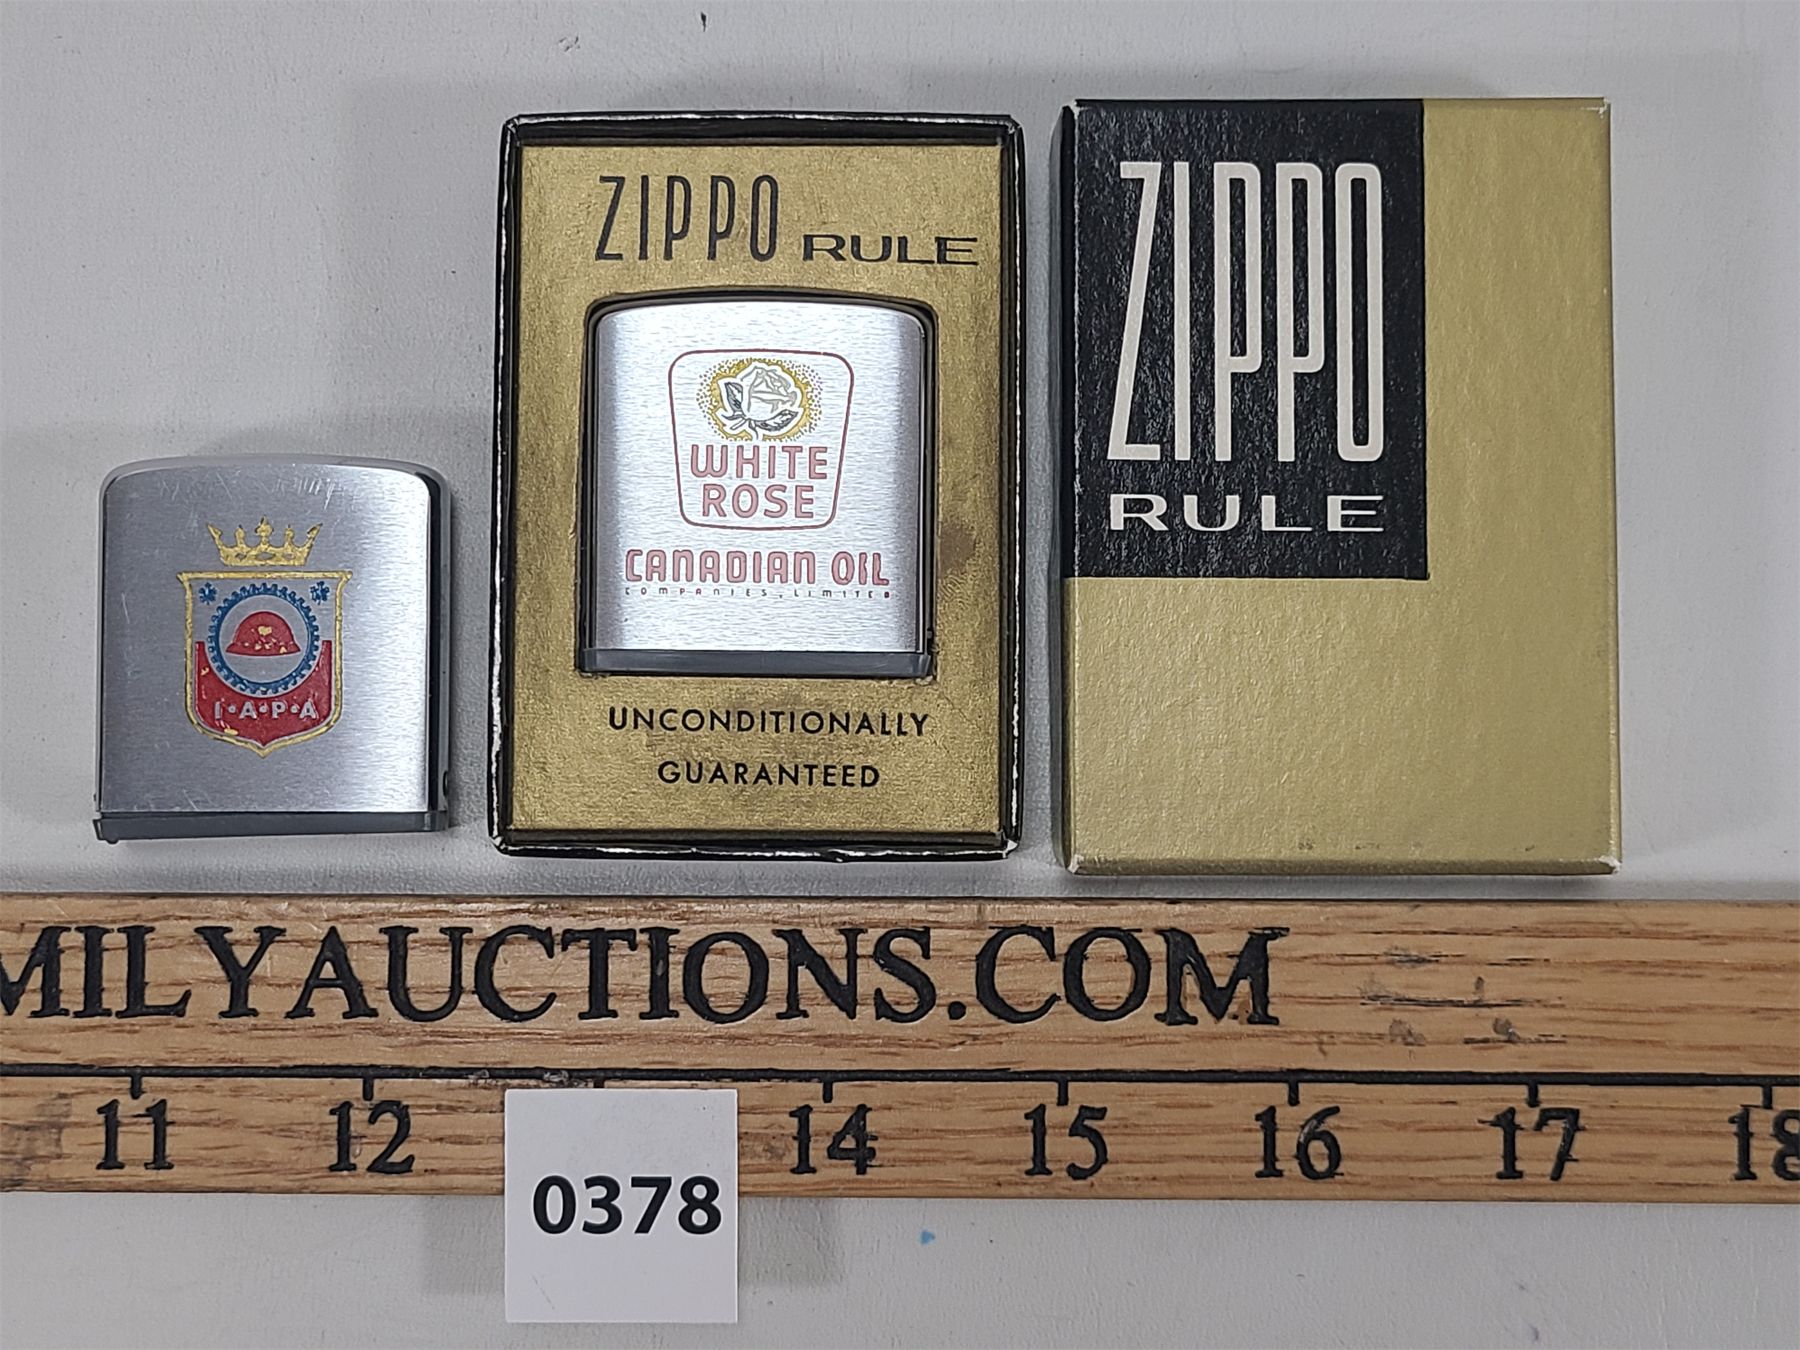 I•A•P•A
ZIPPO RULE
WHITE
ROSE
CANADIAN OIL
COMPANIES, LIMITED
UNCONDITIONALLY
GUARANTEED
ZIPPO
RULE
MILYAUCTIONS.COM
11 12 14 15 16 17 18
0378